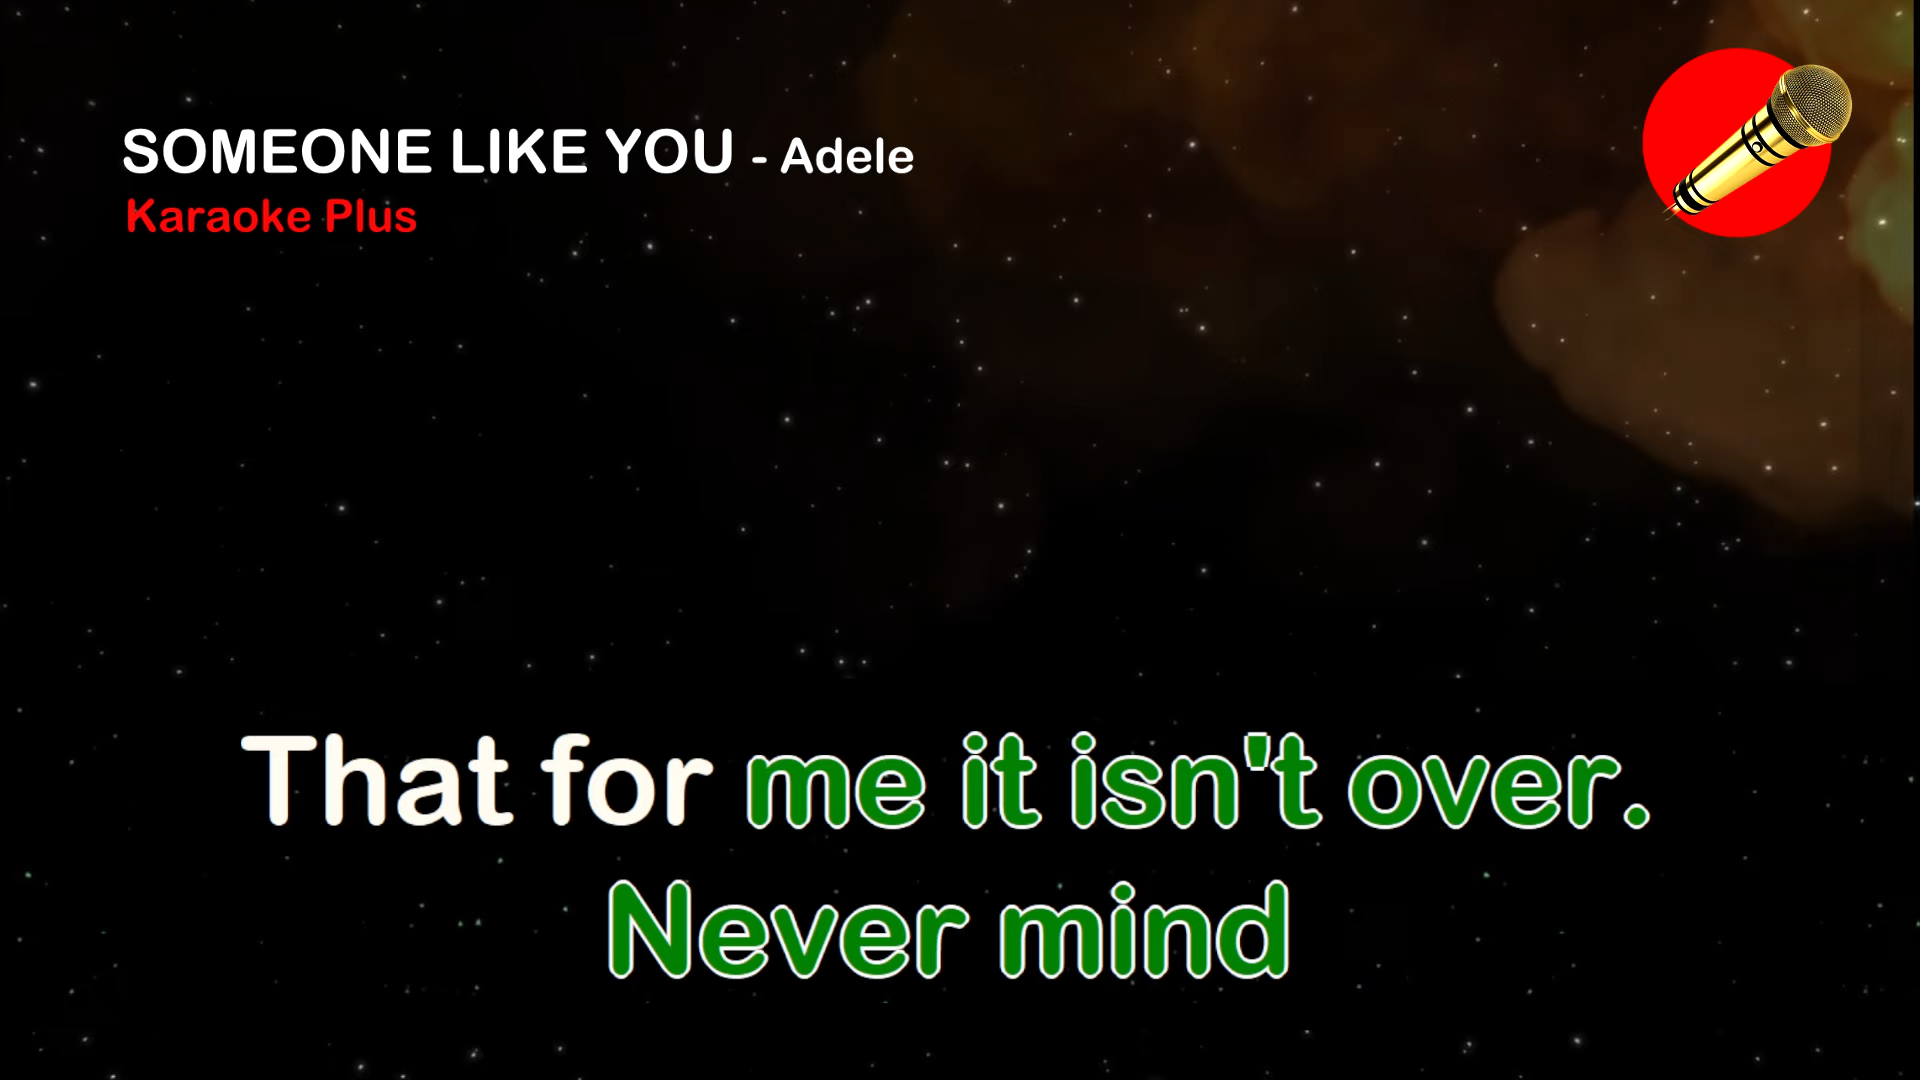 SOMEONE LIKE YOU - Adele
Karaoke Plus
That for me it isn't over.
Never mind